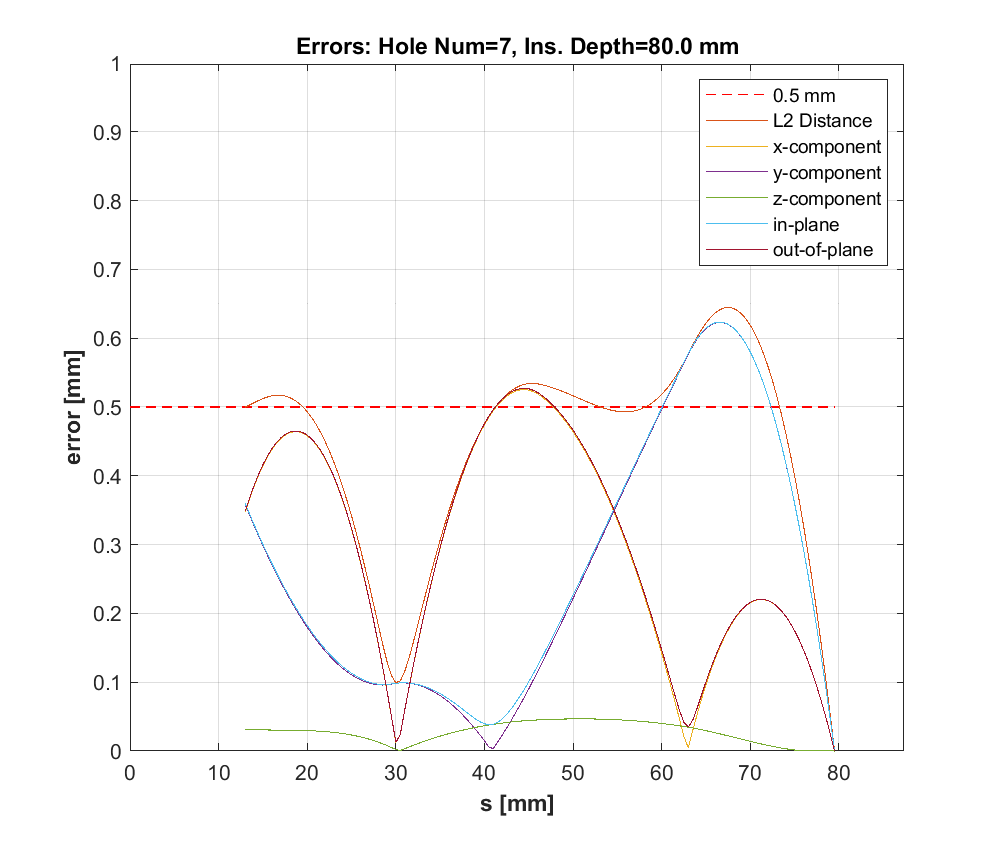 Errors: Hole Num=7, Ins. Depth=80.0 mm
1
0.9
0.8
0.7
0.6
0.5
0.4
0.3
0.2
0.1
0
error [mm]
0.5 mm
L2 Distance
x-component
y-component
z-component
in-plane
out-of-plane
0 10 20 30 40 50 60 70 80
s [mm]